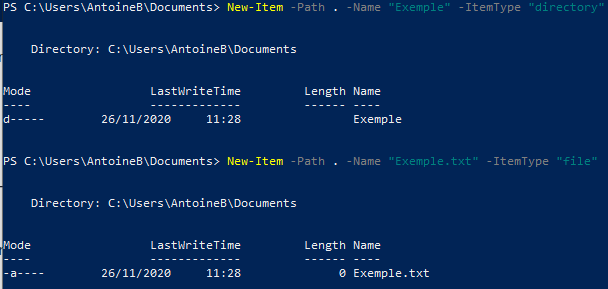 PS C:\Users\AntoineB\Documents> New-Item -Path . -Name "Exemple" -ItemType "directory"
Directory: C:\Users\AntoineB\Documents
Mode                LastWriteTime         Length Name
----                -------------         ------ ----
d-----       26/11/2020     11:28                Exemple
PS C:\Users\AntoineB\Documents> New-Item -Path . -Name "Exemple.txt" -ItemType "file"
Directory: C:\Users\AntoineB\Documents
Mode                LastWriteTime         Length Name
----                -------------         ------ ----
-a----       26/11/2020     11:28              0 Exemple.txt